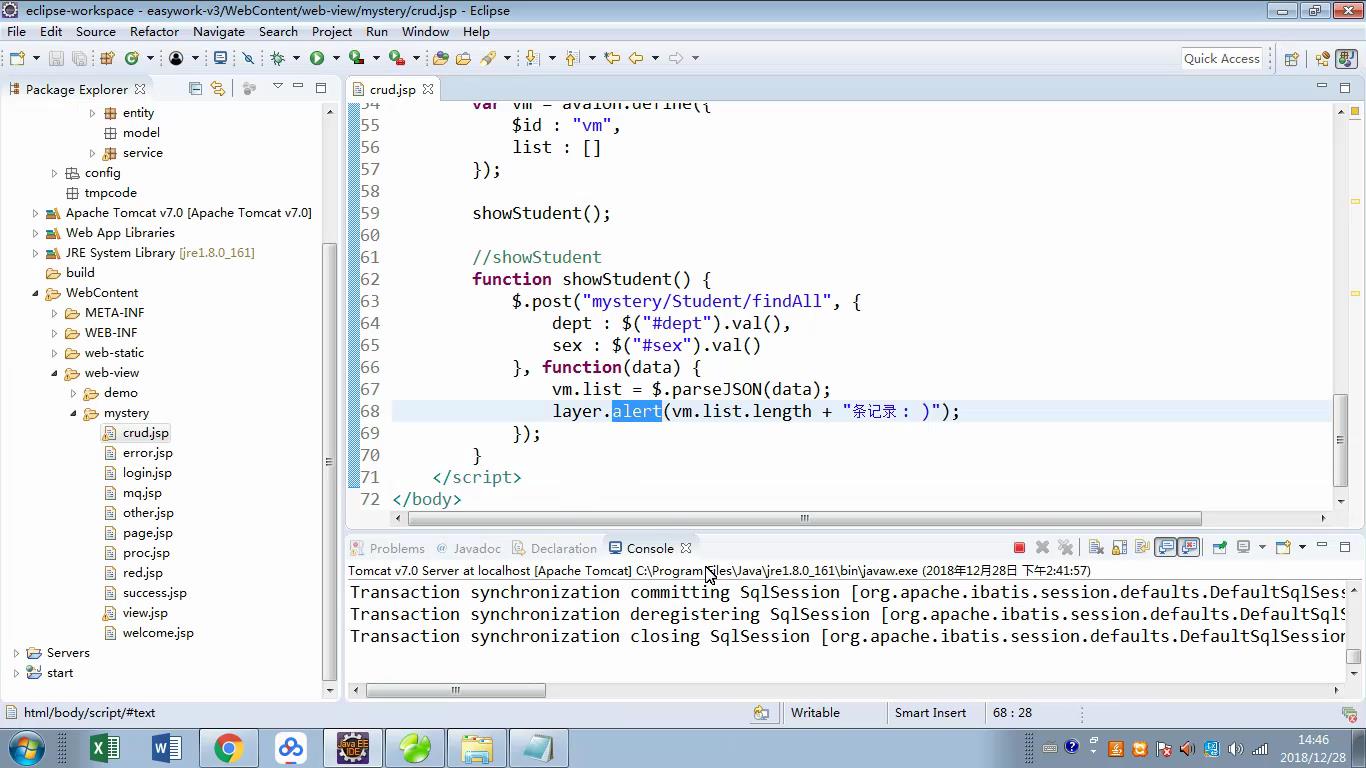 eclipse-workspace - easywork-v3/WebContent/web-view/mystery/crud.jsp - Eclipse
File Edit Source Refactor Navigate Search Project Run Window Help
Quick Access
Package Explorer
entity
model
service
config
tmpcode
Apache Tomcat v7.0 [Apache Tomcat v7.0]
Web App Libraries
JRE System Library [jre1.8.0_161]
build
WebContent
META-INF
WEB-INF
web-static
web-view
demo
mystery
crud.jsp
error.jsp
login.jsp
mq.jsp
other.jsp
page.jsp
proc.jsp
red.jsp
success.jsp
view.jsp
welcome.jsp
Servers
start
crud.jsp
54 var vm = avalon.define({
55 $id : "vm",
56 list : []
57 });
58
59 showStudent();
60
61 //showStudent
62 function showStudent() {
63 $.post("mystery/Student/findAll", {
64 dept : $("#dept").val(),
65 sex : $("#sex").val()
66 }, function(data) {
67 vm.list = $.parseJSON(data);
68 layer.alert(vm.list.length + "条记录：)");
69 });
70 }
71 </script>
72 </body>
Problems @ Javadoc Declaration Console
Tomcat v7.0 Server at localhost [Apache Tomcat] C:\Program Files\Java\jre1.8.0_161\bin\javaw.exe (2018年12月28日 下午2:41:57)
Transaction synchronization committing SqlSession [org.apache.ibatis.session.defaults.DefaultSqlSess
Transaction synchronization deregistering SqlSession [org.apache.ibatis.session.defaults.DefaultSqlS
Transaction synchronization closing SqlSession [org.apache.ibatis.session.defaults.DefaultSqlSession
html/body/script/#text
Writable
Smart Insert
68 : 28
Java EE
IDE
14:46
2018/12/28